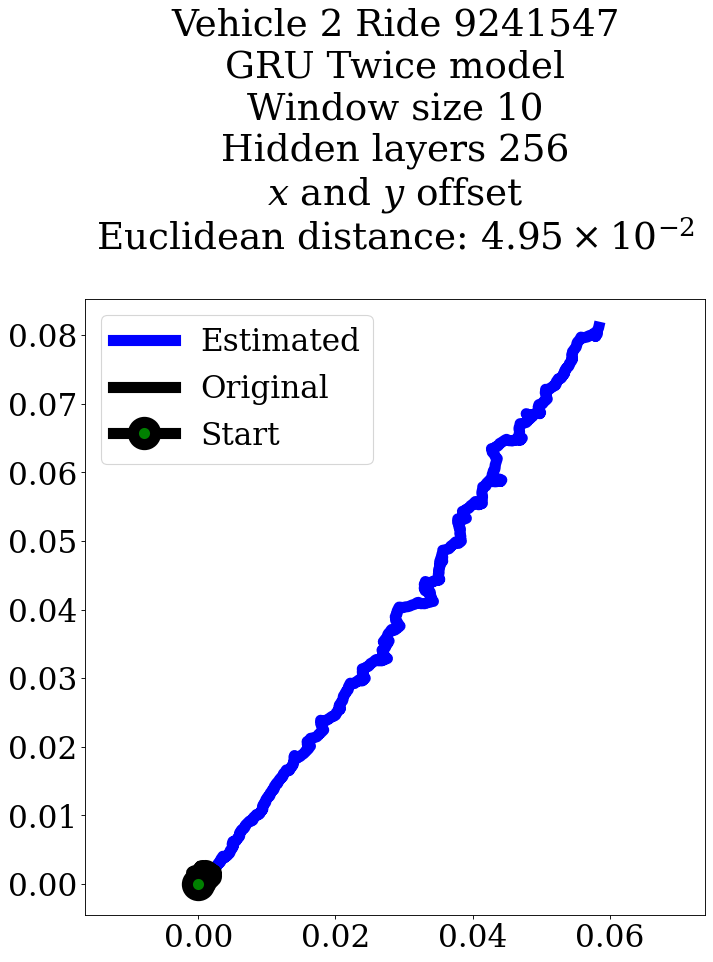 Vehicle 2 Ride 9241547
GRU Twice model
Window size 10
Hidden layers 256
x and y offset
Euclidean distance: 4.95 × 10⁻²
Estimated
Original
Start
0.08
0.07
0.06
0.05
0.04
0.03
0.02
0.01
0.00
0.00 0.02 0.04 0.06